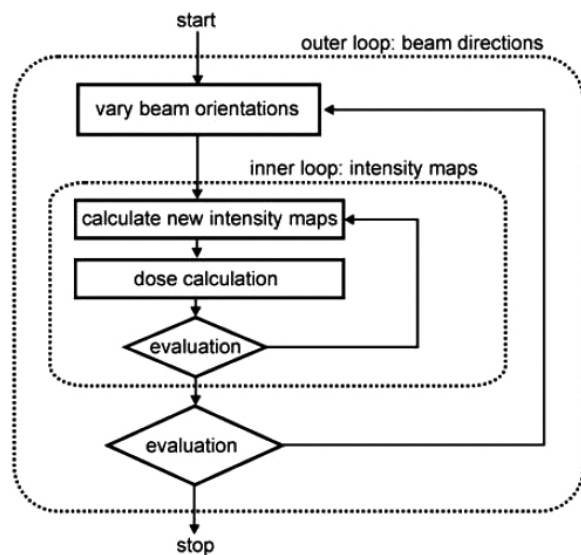 start
outer loop: beam directions
vary beam orientations
inner loop: intensity maps
calculate new intensity maps
dose calculation
evaluation
evaluation
stop